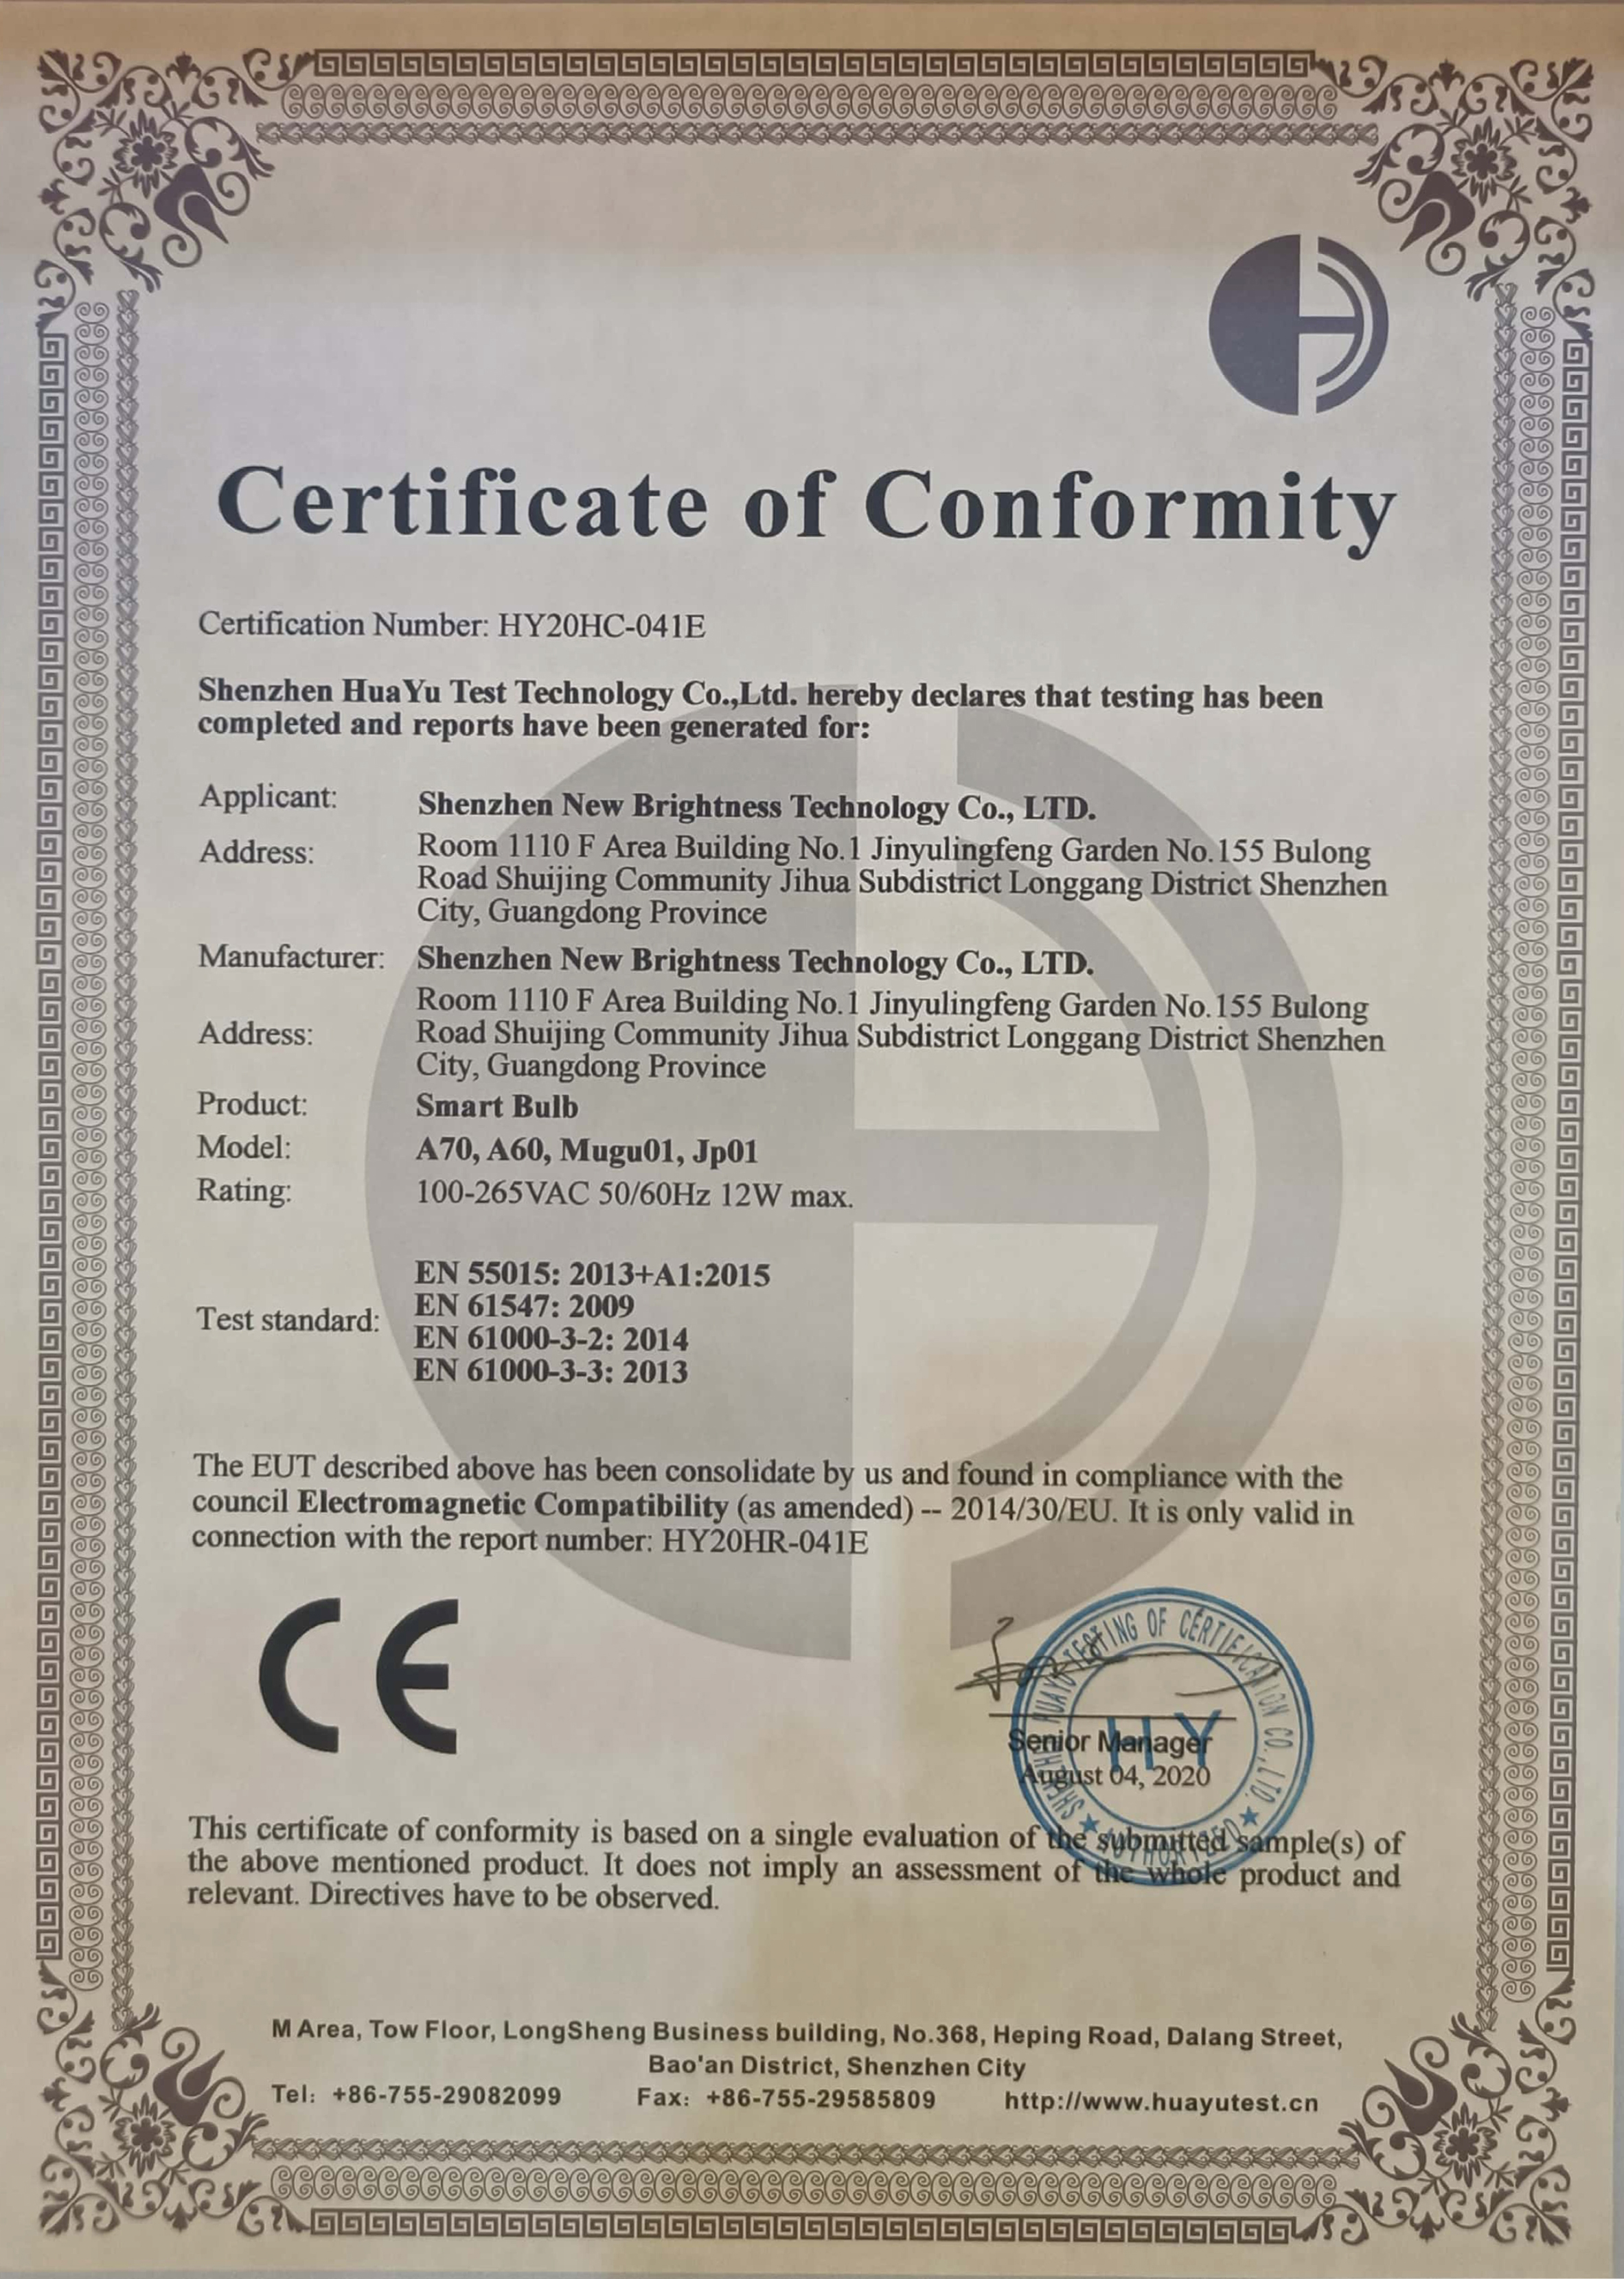 Certificate of Conformity
Certification Number: HY20HC-041E
Shenzhen HuaYu Test Technology Co.,Ltd. hereby declares that testing has been
completed and reports have been generated for:
Applicant: Shenzhen New Brightness Technology Co., LTD.
Address: Room 1110 F Area Building No.1 Jinyulingfeng Garden No.155 Bulong
Road Shuijing Community Jihua Subdistrict Longgang District Shenzhen
City, Guangdong Province
Manufacturer: Shenzhen New Brightness Technology Co., LTD.
Room 1110 F Area Building No.1 Jinyulingfeng Garden No.155 Bulong
Address: Road Shuijing Community Jihua Subdistrict Longgang District Shenzhen
City, Guangdong Province
Product: Smart Bulb
Model: A70, A60, Mugu01, Jp01
Rating: 100-265VAC 50/60Hz 12W max.
EN 55015: 2013+A1:2015
EN 61547: 2009
Test standard:
EN 61000-3-2: 2014
EN 61000-3-3: 2013
The EUT described above has been consolidate by us and found in compliance with the
council Electromagnetic Compatibility (as amended) -- 2014/30/EU. It is only valid in
connection with the report number: HY20HR-041E
CE
SHENZHEN HUAYU TESTING OF CERTIFICATION CO., LTD.
HY
★ AUTHORIZED ★
Senior Manager
August 04, 2020
This certificate of conformity is based on a single evaluation of the submitted sample(s) of
the above mentioned product. It does not imply an assessment of the whole product and
relevant. Directives have to be observed.
M Area, Tow Floor, LongSheng Business building, No.368, Heping Road, Dalang Street,
Bao'an District, Shenzhen City
Tel: +86-755-29082099 Fax: +86-755-29585809 http://www.huayutest.cn